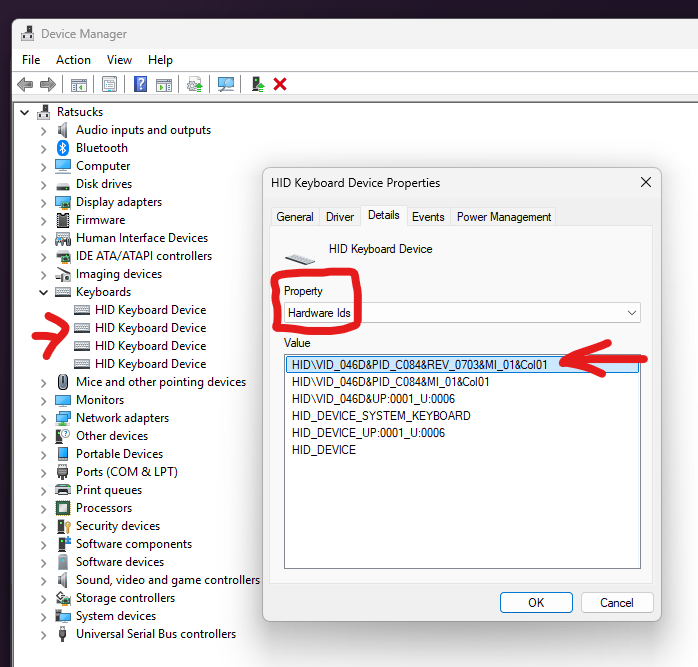 Device Manager
File Action View Help
Ratsucks
Audio inputs and outputs
Bluetooth
Computer
Disk drives
Display adapters
Firmware
Human Interface Devices
IDE ATA/ATAPI controllers
Imaging devices
Keyboards
HID Keyboard Device
HID Keyboard Device
HID Keyboard Device
HID Keyboard Device
Mice and other pointing devices
Monitors
Network adapters
Other devices
Portable Devices
Ports (COM & LPT)
Print queues
Processors
Security devices
Software components
Software devices
Sound, video and game controllers
Storage controllers
System devices
Universal Serial Bus controllers
HID Keyboard Device Properties
General Driver Details Events Power Management
HID Keyboard Device
Property
Hardware Ids
Value
HID\VID_046D&PID_C084&REV_0703&MI_01&Col01
HID\VID_046D&PID_C084&MI_01&Col01
HID\VID_046D&UP:0001_U:0006
HID_DEVICE_SYSTEM_KEYBOARD
HID_DEVICE_UP:0001_U:0006
HID_DEVICE
OK Cancel